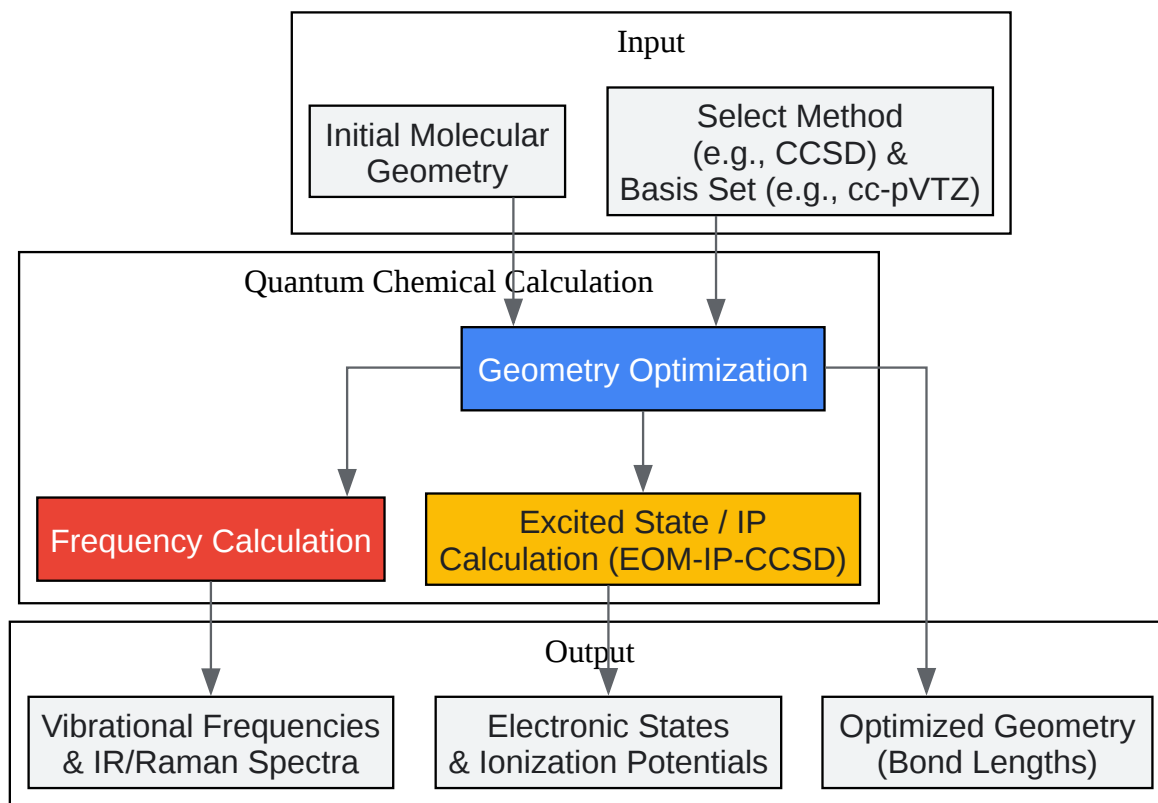 Input
Initial Molecular
Geometry
Select Method
(e.g., CCSD) &
Basis Set (e.g., cc-pVTZ)
Quantum Chemical Calculation
Geometry Optimization
Frequency Calculation
Excited State / IP
Calculation (EOM-IP-CCSD)
Output
Vibrational Frequencies
& IR/Raman Spectra
Electronic States
& Ionization Potentials
Optimized Geometry
(Bond Lengths)